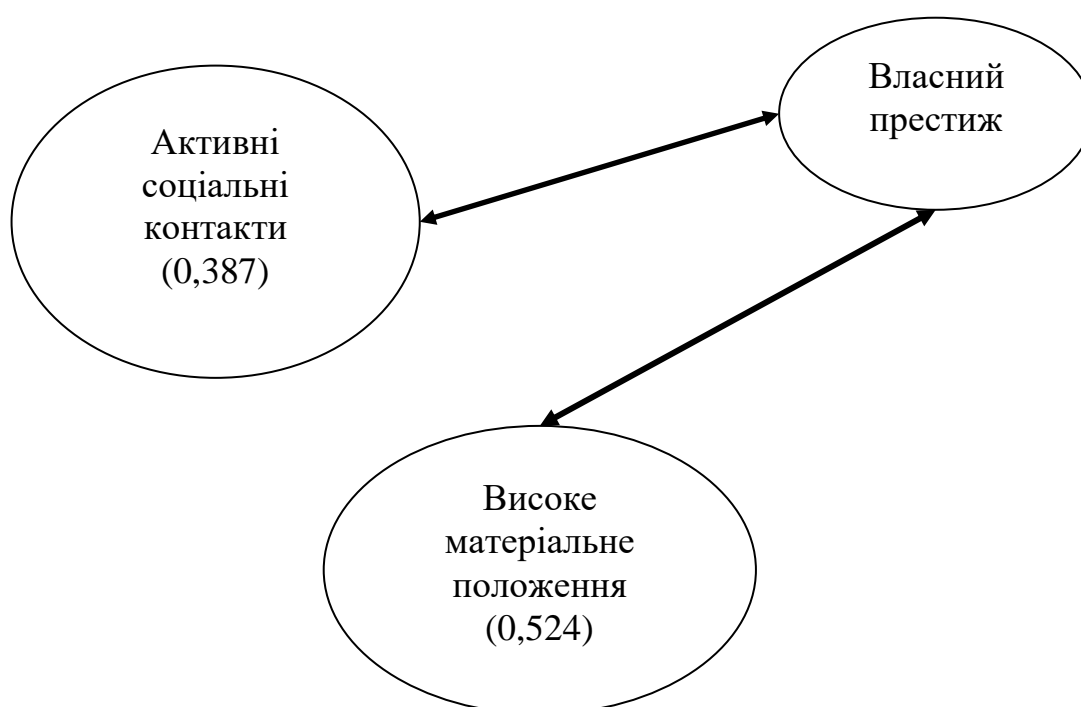 Активні
соціальні
контакти
(0,387)
Власний
престиж
Високе
матеріальне
положення
(0,524)